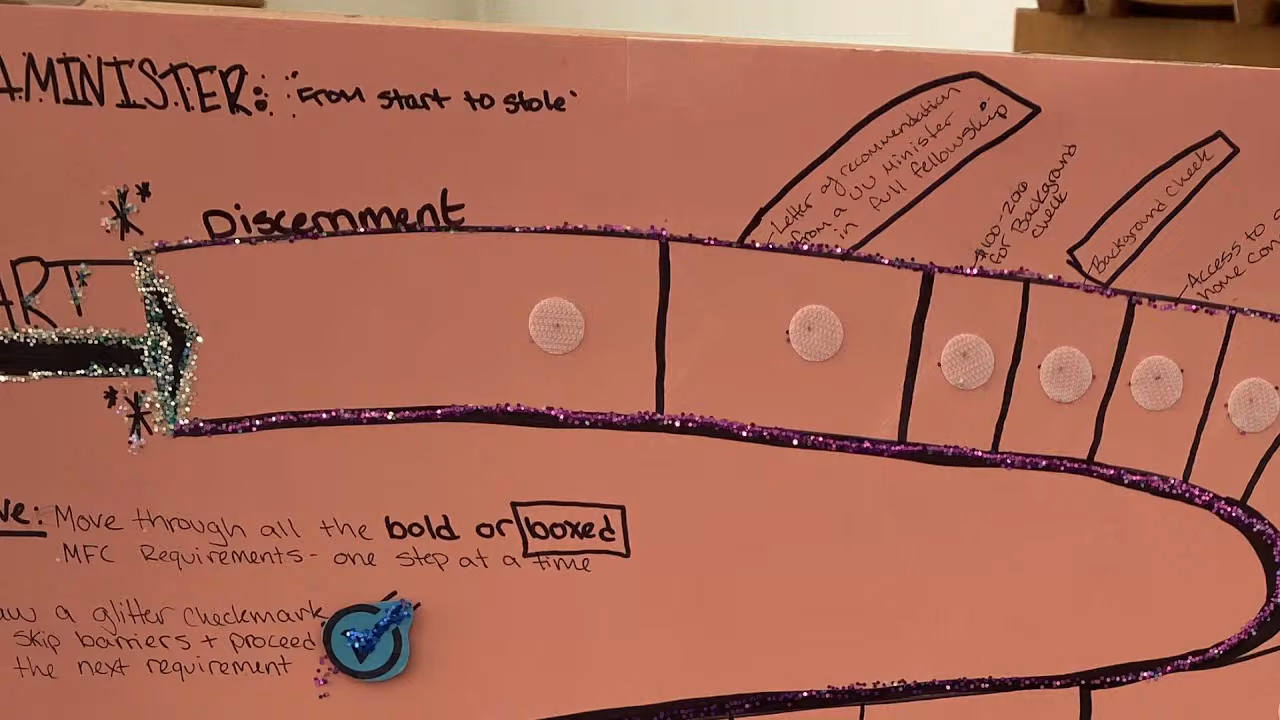 AMINISTER: : "From start to stole"
Discernment
ART
- Letter of recommendation
from a UU Minister
in full fellowship
- $100-200
for Background
check
Background check
- Access to
home con
ve: Move through all the bold or boxed
MFC Requirements - one step at a time
aw a glitter checkmark
skip barriers + proceed
the next requirement